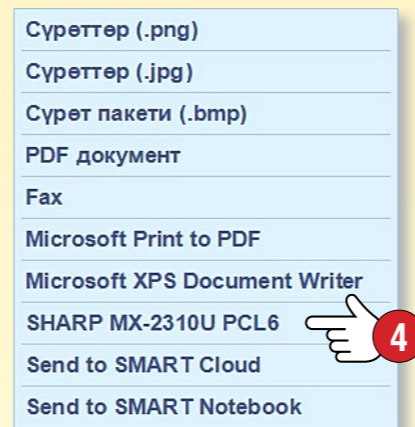 Сүрөттөр (.png)
Сүрөттөр (.jpg)
Сүрөт пакети (.bmp)
PDF документ
Fax
Microsoft Print to PDF
Microsoft XPS Document Writer
SHARP MX-2310U PCL6
4
Send to SMART Cloud
Send to SMART Notebook